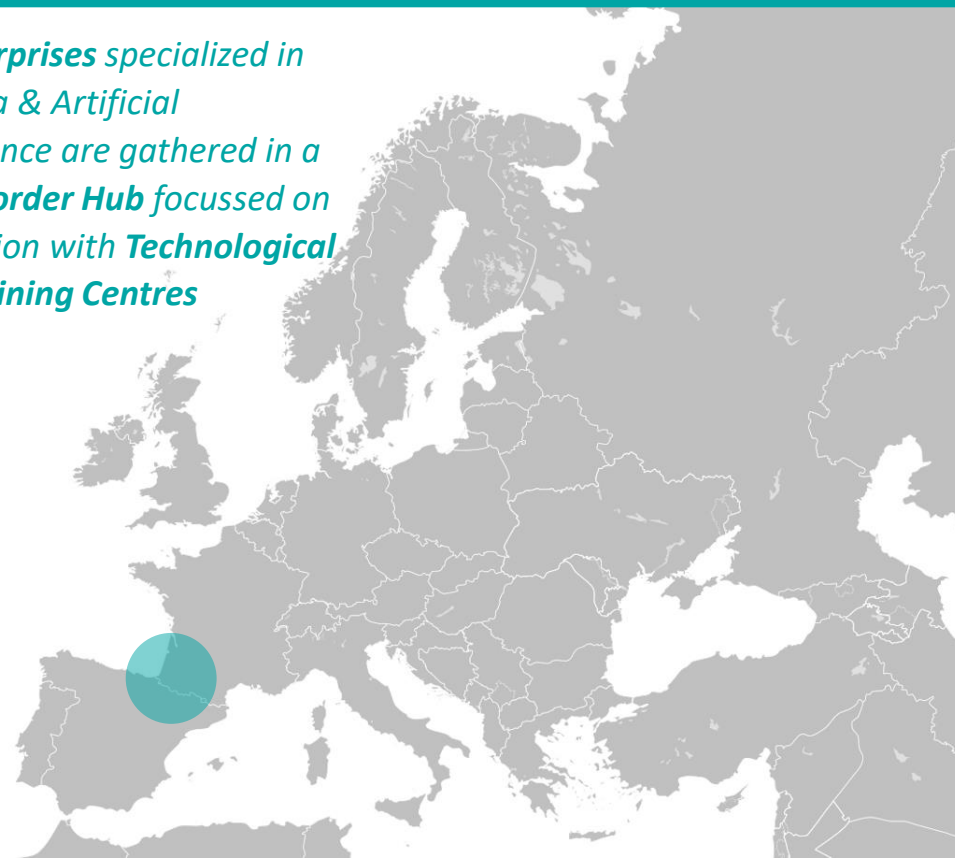 rprises specialized in
a & Artificial
nce are gathered in a
order Hub focussed on
ion with Technological
ining Centres